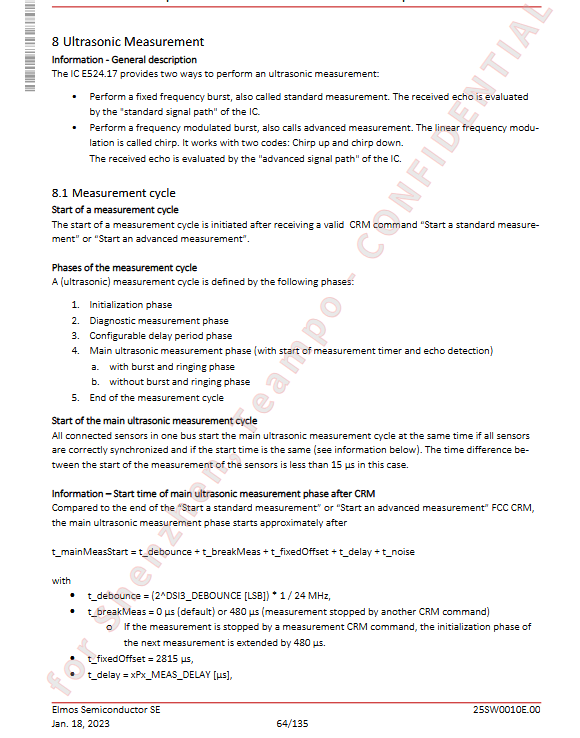 8 Ultrasonic Measurement
Information - General description
The IC E524.17 provides two ways to perform an ultrasonic measurement:
• Perform a fixed frequency burst, also called standard measurement. The received echo is evaluated
by the "standard signal path" of the IC.
• Perform a frequency modulated burst, also calls advanced measurement. The linear frequency modu-
lation is called chirp. It works with two codes: Chirp up and chirp down.
The received echo is evaluated by the "advanced signal path" of the IC.
8.1 Measurement cycle
Start of a measurement cycle
The start of a measurement cycle is initiated after receiving a valid CRM command “Start a standard measure-
ment” or “Start an advanced measurement”.
Phases of the measurement cycle
A (ultrasonic) measurement cycle is defined by the following phases:
1. Initialization phase
2. Diagnostic measurement phase
3. Configurable delay period phase
4. Main ultrasonic measurement phase (with start of measurement timer and echo detection)
a. with burst and ringing phase
b. without burst and ringing phase
5. End of the measurement cycle
Start of the main ultrasonic measurement cycle
All connected sensors in one bus start the main ultrasonic measurement cycle at the same time if all sensors
are correctly synchronized and if the start time is the same (see information below). The time difference be-
tween the start of the measurement of the sensors is less than 15 µs in this case.
Information – Start time of main ultrasonic measurement phase after CRM
Compared to the end of the “Start a standard measurement” or “Start an advanced measurement” FCC CRM,
the main ultrasonic measurement phase starts approximately after
t_mainMeasStart = t_debounce + t_breakMeas + t_fixedOffset + t_delay + t_noise
with
• t_debounce = (2^DSI3_DEBOUNCE [LSB]) * 1 / 24 MHz,
• t_breakMeas = 0 µs (default) or 480 µs (measurement stopped by another CRM command)
o If the measurement is stopped by a measurement CRM command, the initialization phase of
the next measurement is extended by 480 µs.
• t_fixedOffset = 2815 µs,
• t_delay = xPx_MEAS_DELAY [µs],
for Shenzhen, Teampo - CONFIDENTIAL
Elmos Semiconductor SE 25SW0010E.00
Jan. 18, 2023 64/135